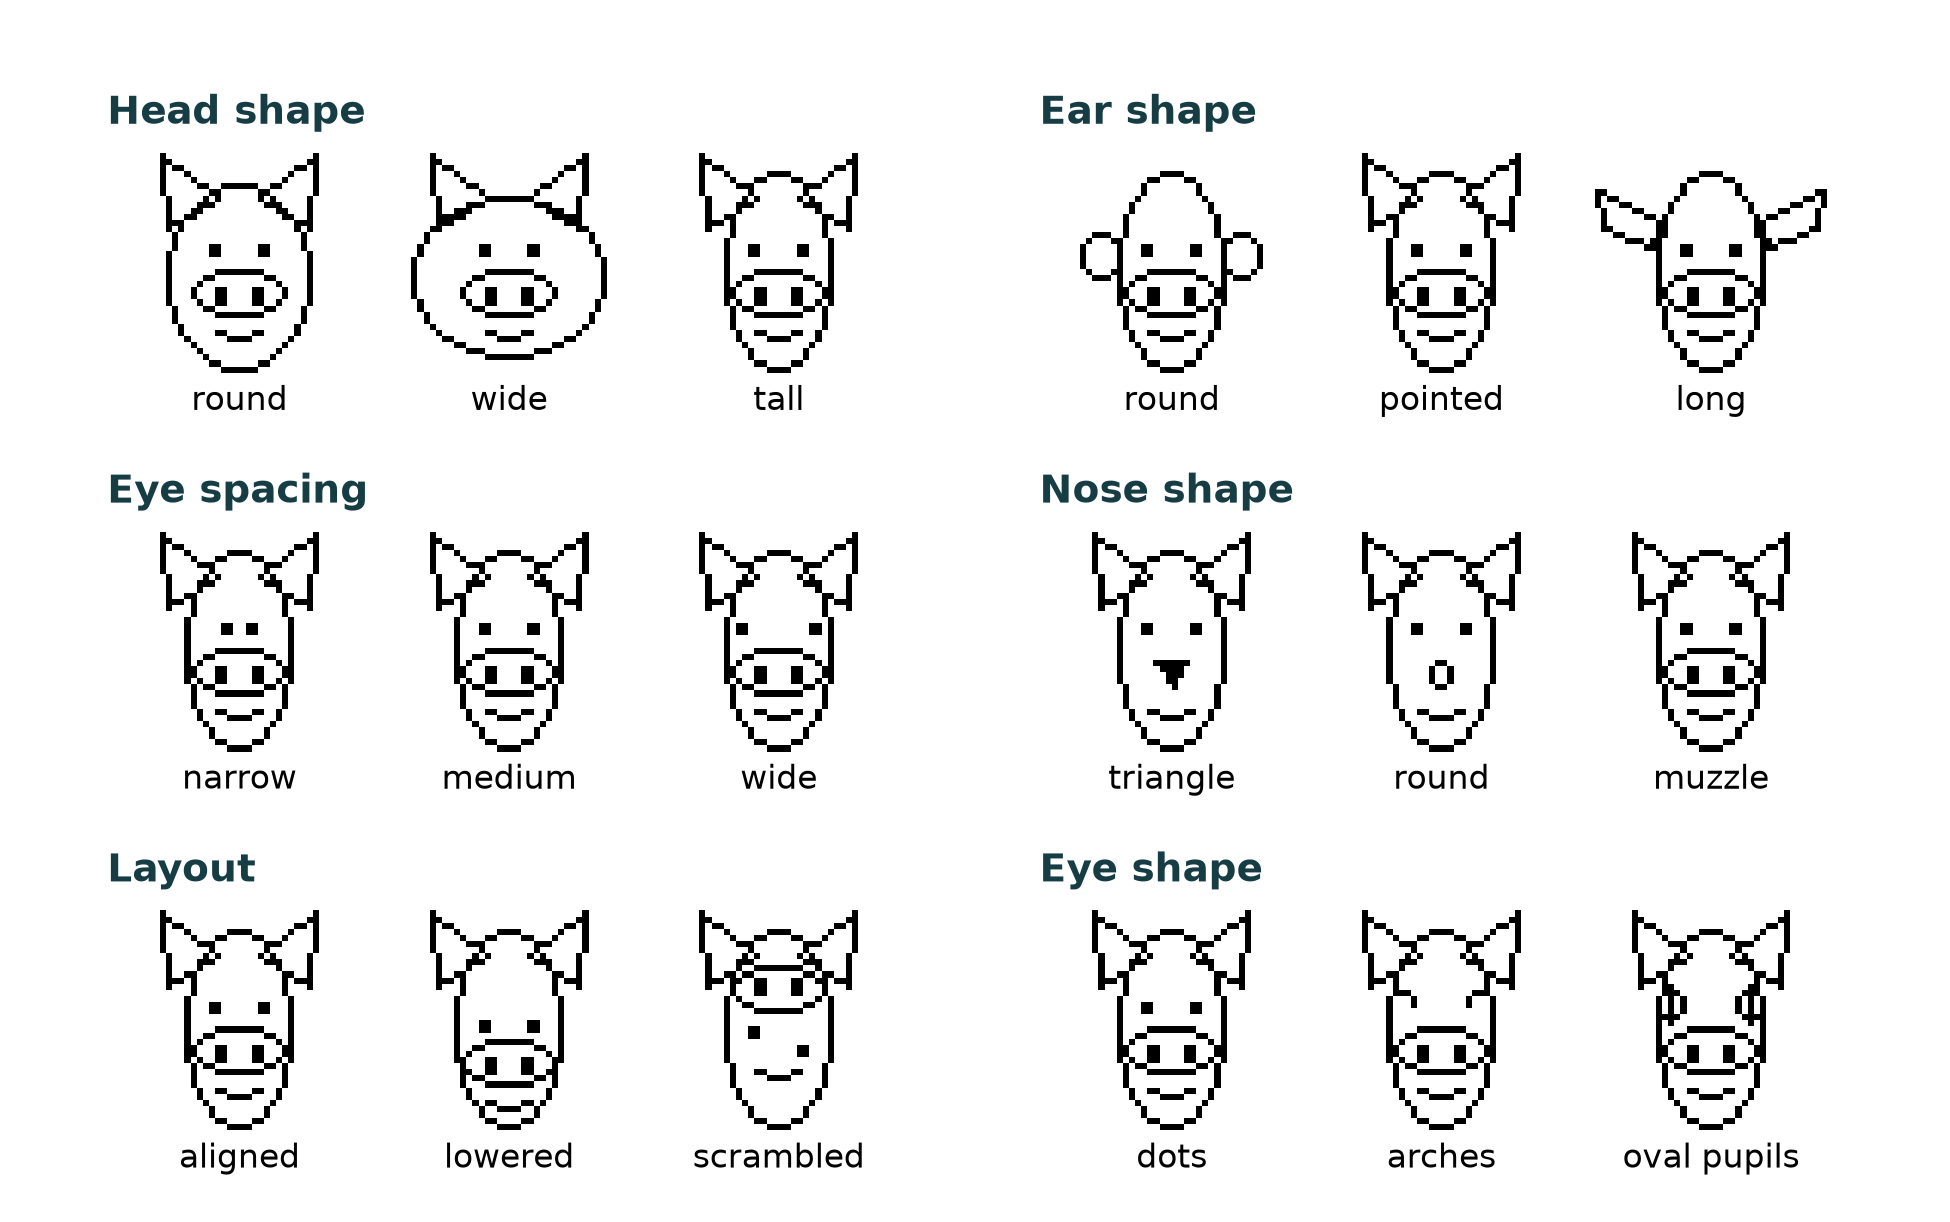 Head shape
round
wide
tall
Ear shape
round
pointed
long
Eye spacing
narrow
medium
wide
Nose shape
triangle
round
muzzle
Layout
aligned
lowered
scrambled
Eye shape
dots
arches
oval pupils